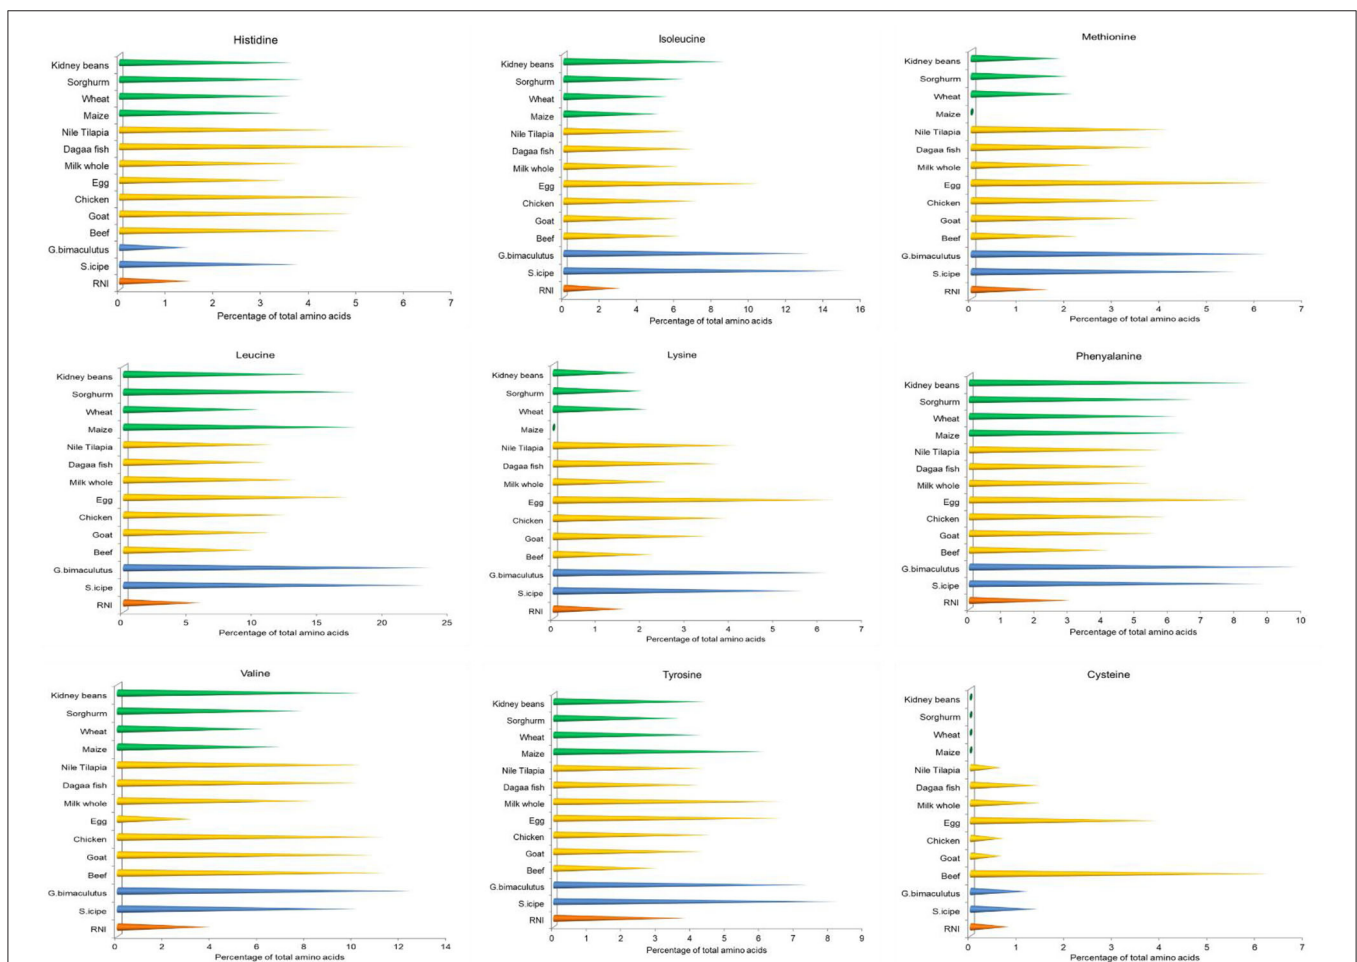 Histidine
Kidney beans
Sorghurm
Wheat
Maize
Nile Tilapia
Dagaa fish
Milk whole
Egg
Chicken
Goat
Beef
G.bimaculutus
S.icipe
RNI
0 1 2 3 4 5 6 7
Percentage of total amino acids
Isoleucine
Kidney beans
Sorghurm
Wheat
Maize
Nile Tilapia
Dagaa fish
Milk whole
Egg
Chicken
Goat
Beef
G.bimaculutus
S.icipe
RNI
0 2 4 6 8 10 12 14 16
Percentage of total amino acids
Methionine
Kidney beans
Sorghurm
Wheat
Maize
Nile Tilapia
Dagaa fish
Milk whole
Egg
Chicken
Goat
Beef
G.bimaculutus
S.icipe
RNI
0 1 2 3 4 5 6 7
Percentage of total amino acids
Leucine
Kidney beans
Sorghurm
Wheat
Maize
Nile Tilapia
Dagaa fish
Milk whole
Egg
Chicken
Goat
Beef
G.bimaculutus
S.icipe
RNI
0 5 10 15 20 25
Percentage of total amino acids
Lysine
Kidney beans
Sorghurm
Wheat
Maize
Nile Tilapia
Dagaa fish
Milk whole
Egg
Chicken
Goat
Beef
G.bimaculutus
S.icipe
RNI
0 1 2 3 4 5 6 7
Percentage of total amino acids
Phenyalanine
Kidney beans
Sorghurm
Wheat
Maize
Nile Tilapia
Dagaa fish
Milk whole
Egg
Chicken
Goat
Beef
G.bimaculutus
S.icipe
RNI
0 1 2 3 4 5 6 7 8 9 10
Percentage of total amino acids
Valine
Kidney beans
Sorghurm
Wheat
Maize
Nile Tilapia
Dagaa fish
Milk whole
Egg
Chicken
Goat
Beef
G.bimaculutus
S.icipe
RNI
0 2 4 6 8 10 12 14
Percentage of total amino acids
Tyrosine
Kidney beans
Sorghurm
Wheat
Maize
Nile Tilapia
Dagaa fish
Milk whole
Egg
Chicken
Goat
Beef
G.bimaculutus
S.icipe
RNI
0 1 2 3 4 5 6 7 8 9
Percentage of total amino acids
Cysteine
Kidney beans
Sorghurm
Wheat
Maize
Nile Tilapia
Dagaa fish
Milk whole
Egg
Chicken
Goat
Beef
G.bimaculutus
S.icipe
RNI
0 1 2 3 4 5 6 7
Percentage of total amino acids